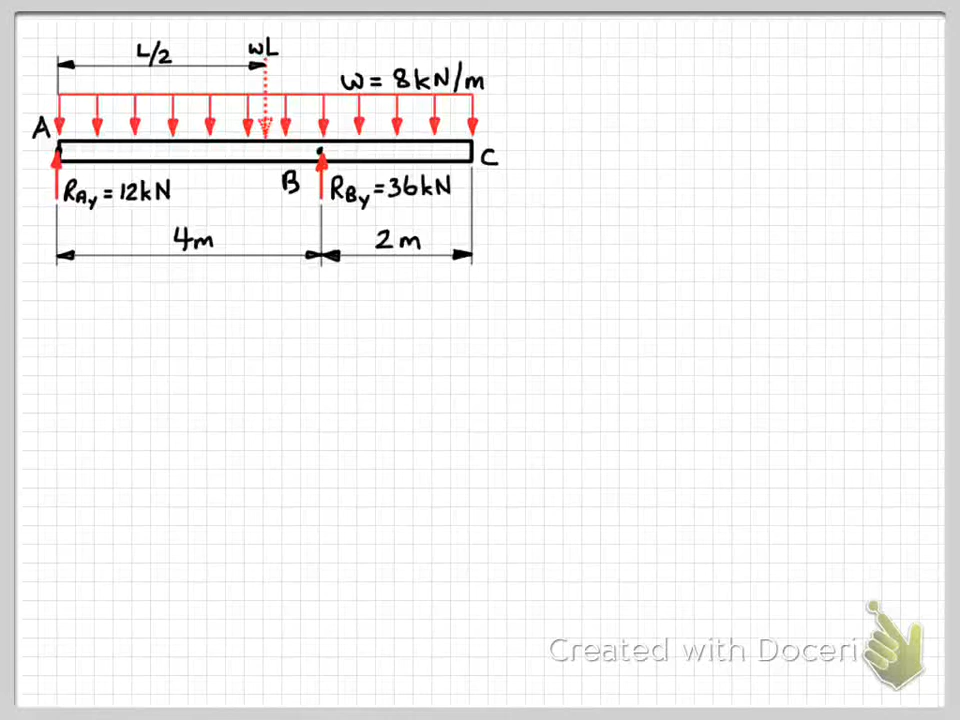 L/2
wL
w = 8kN/m
A
B
C
RAy = 12kN
RBy = 36kN
4m
2m
Created with Doceri